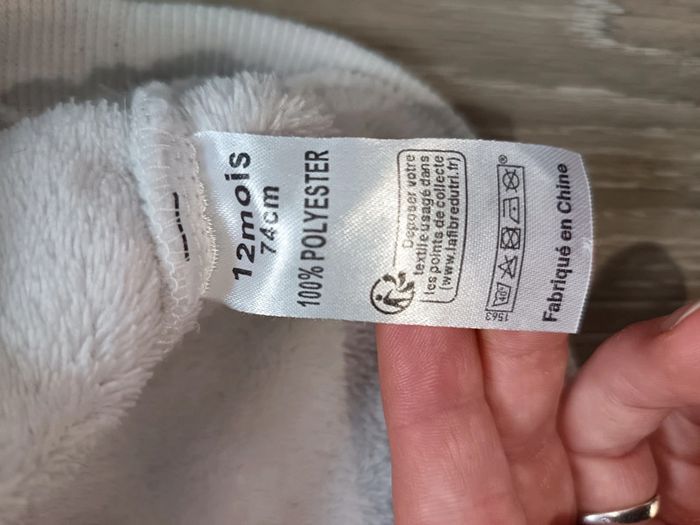 12mois
74cm
100% POLYESTER
Déposer votre
textile usagé dans
les points de collecte
(www.lafibredutri.fr)
40°
®
1563
Fabriqué en Chine